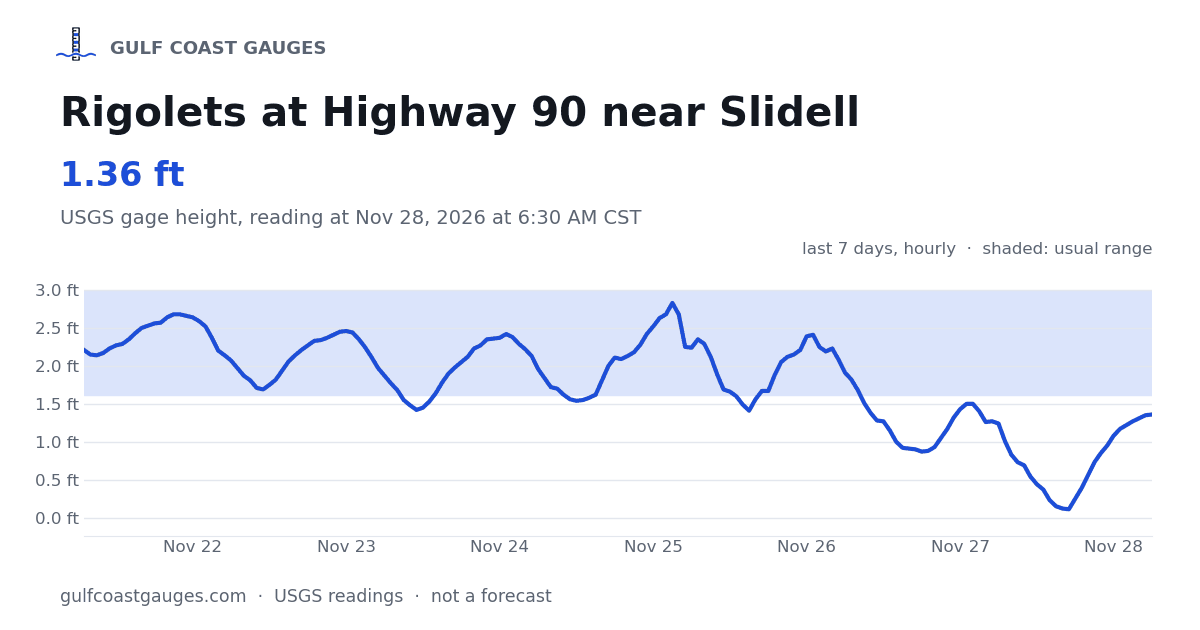 GULF COAST GAUGES
Rigolets at Highway 90 near Slidell
1.36 ft
USGS gage height, reading at Nov 28, 2026 at 6:30 AM CST
last 7 days, hourly · shaded: usual range
3.0 ft
2.5 ft
2.0 ft
1.5 ft
1.0 ft
0.5 ft
0.0 ft
Nov 22 Nov 23 Nov 24 Nov 25 Nov 26 Nov 27 Nov 28
gulfcoastgauges.com · USGS readings · not a forecast